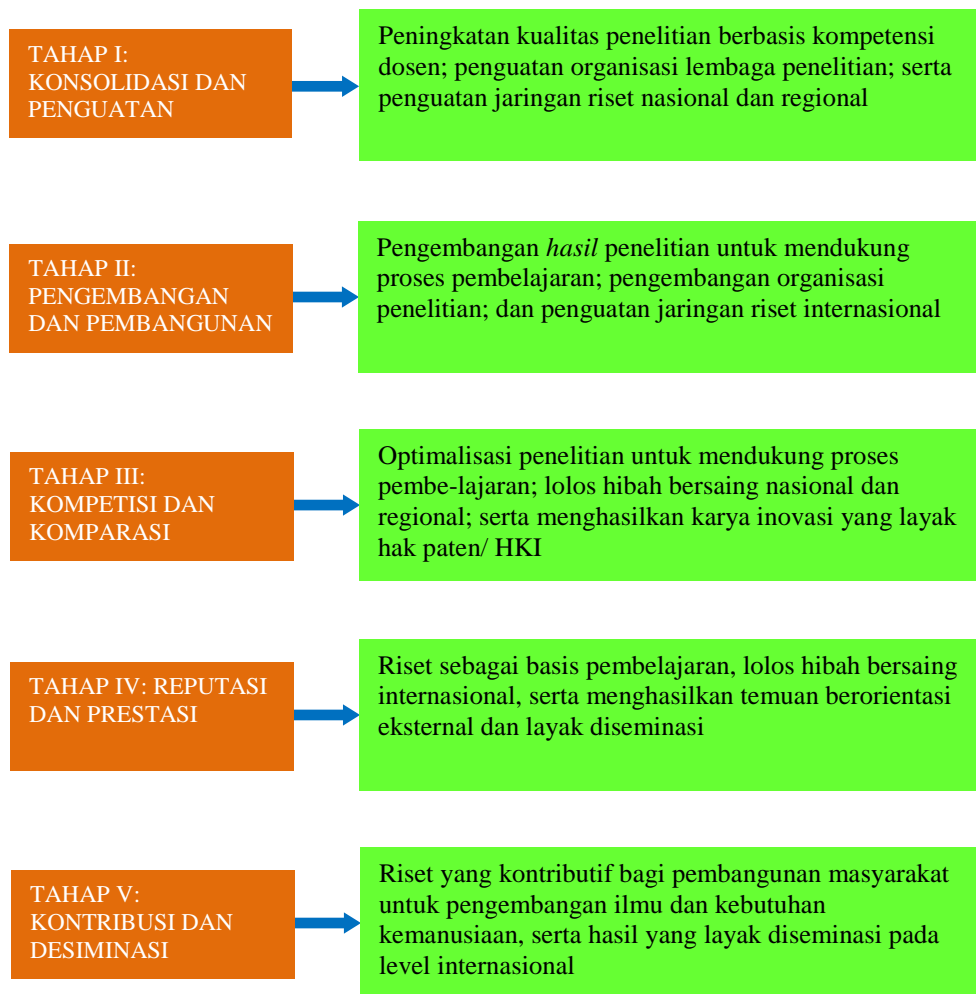 TAHAP I:
KONSOLIDASI DAN
PENGUATAN
Peningkatan kualitas penelitian berbasis kompetensi
dosen; penguatan organisasi lembaga penelitian; serta
penguatan jaringan riset nasional dan regional
TAHAP II:
PENGEMBANGAN
DAN PEMBANGUNAN
Pengembangan hasil penelitian untuk mendukung
proses pembelajaran; pengembangan organisasi
penelitian; dan penguatan jaringan riset internasional
TAHAP III:
KOMPETISI DAN
KOMPARASI
Optimalisasi penelitian untuk mendukung proses
pembe-lajaran; lolos hibah bersaing nasional dan
regional; serta menghasilkan karya inovasi yang layak
hak paten/ HKI
TAHAP IV: REPUTASI
DAN PRESTASI
Riset sebagai basis pembelajaran, lolos hibah bersaing
internasional, serta menghasilkan temuan berorientasi
eksternal dan layak diseminasi
TAHAP V:
KONTRIBUSI DAN
DESIMINASI
Riset yang kontributif bagi pembangunan masyarakat
untuk pengembangan ilmu dan kebutuhan
kemanusiaan, serta hasil yang layak diseminasi pada
level internasional